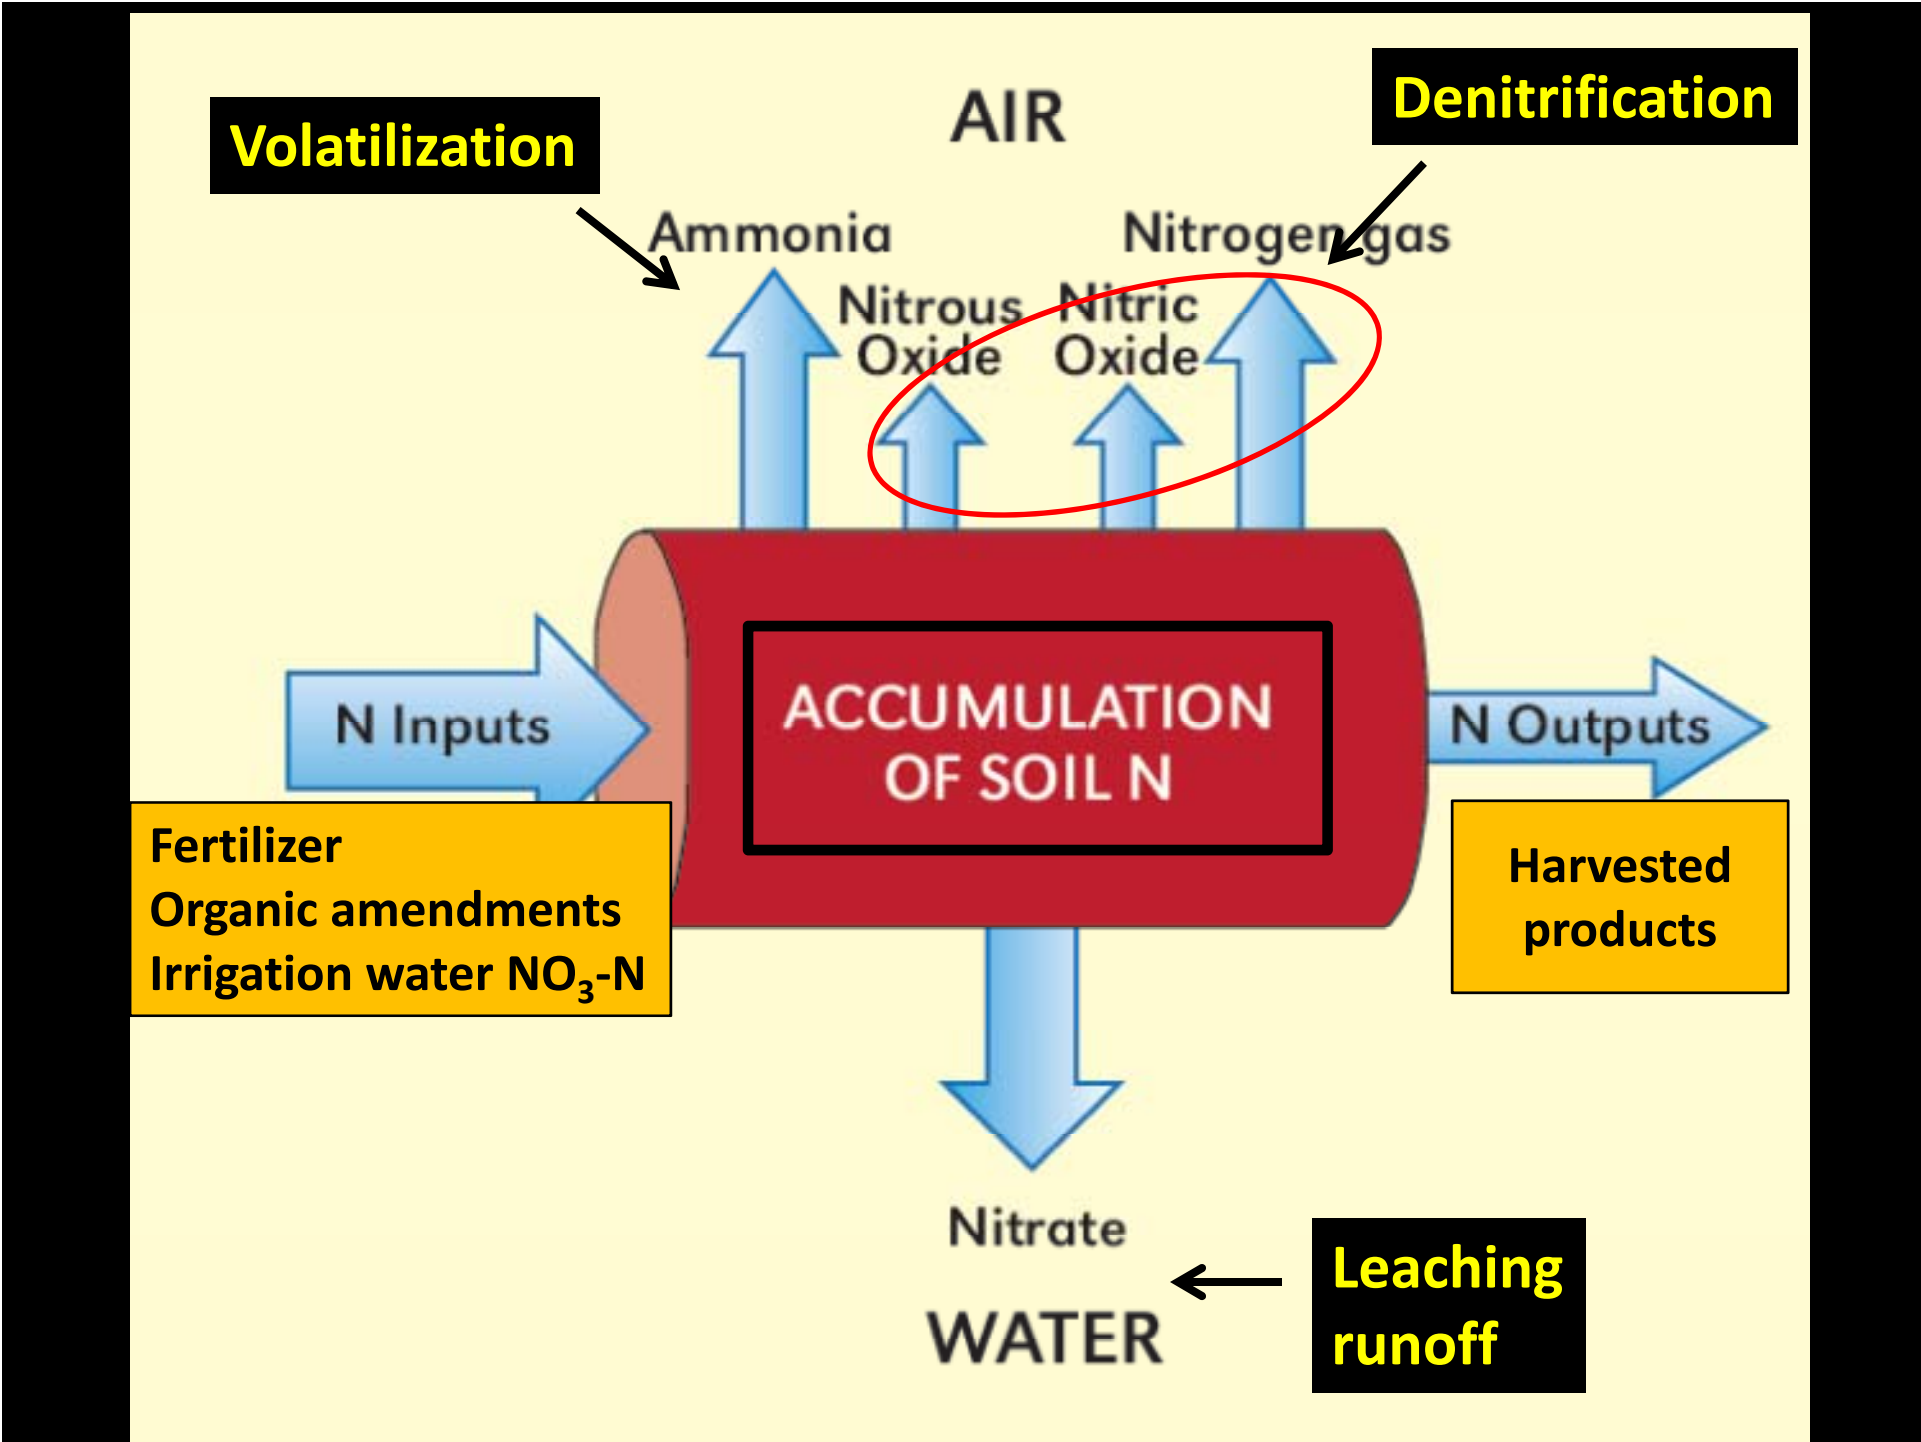 AIR
Denitrification
Volatilization
Ammonia
Nitrogen gas
Nitrous
Oxide
Nitric
Oxide
N Inputs
ACCUMULATION
OF SOIL N
N Outputs
Fertilizer
Organic amendments
Irrigation water NO₃-N
Harvested
products
Nitrate
WATER
Leaching
runoff